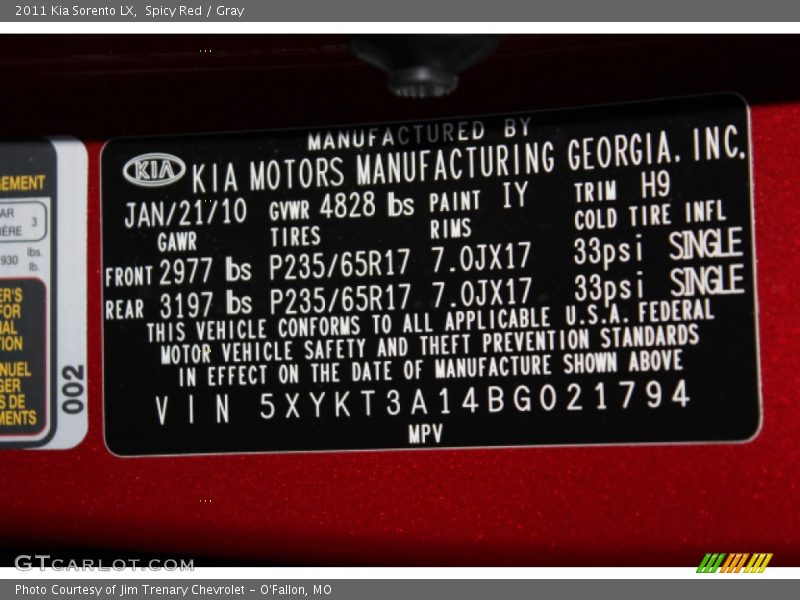 2011 Kia Sorento LX, Spicy Red / Gray
MANUFACTURED BY
KIA KIA MOTORS MANUFACTURING GEORGIA. INC.
JAN/21/10 GVWR 4828 lbs PAINT IY TRIM H9
GAWR TIRES RIMS COLD TIRE INFL
FRONT 2977 lbs P235/65R17 7.0JX17 33psi SINGLE
REAR 3197 lbs P235/65R17 7.0JX17 33psi SINGLE
THIS VEHICLE CONFORMS TO ALL APPLICABLE U.S.A. FEDERAL
MOTOR VEHICLE SAFETY AND THEFT PREVENTION STANDARDS
IN EFFECT ON THE DATE OF MANUFACTURE SHOWN ABOVE
VIN 5XYKT3A14BG021794
MPV
3
930 lbs.
lb.
002
GTCARLOT.COM
Photo Courtesy of Jim Trenary Chevrolet - O'Fallon, MO